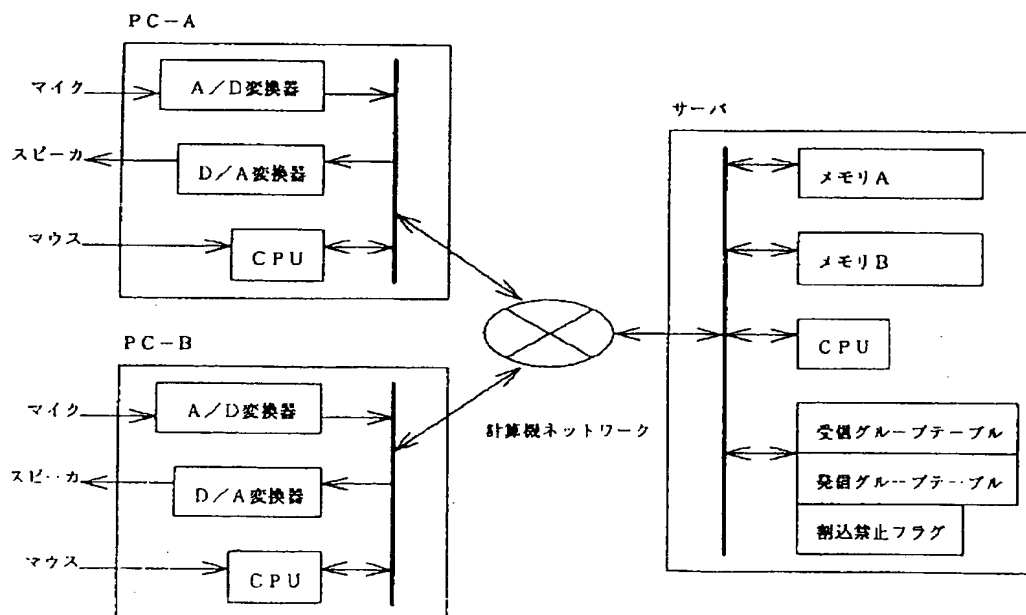 PC-A
マイク
A/D変換器
スピーカ
D/A変換器
マウス
CPU
PC-B
マイク
A/D変換器
スピーカ
D/A変換器
マウス
CPU
計算機ネットワーク
サーバ
メモリA
メモリB
CPU
受信グループテーブル
発信グループテーブル
割込禁止フラグ